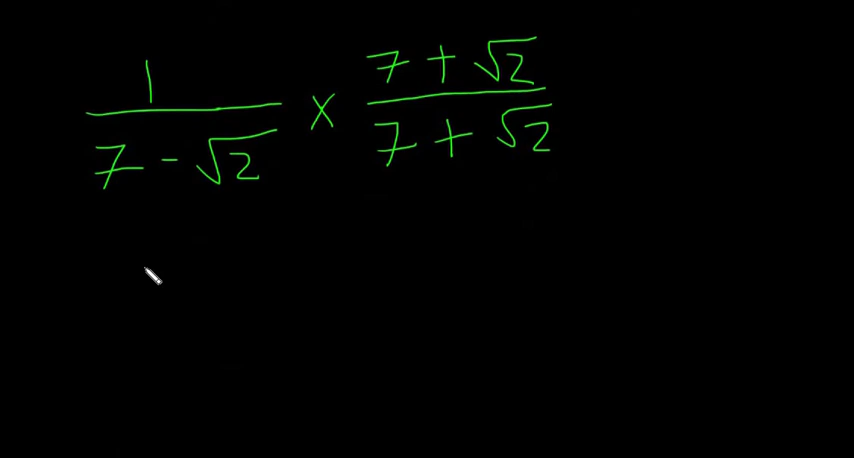 1/(7 - √2) × (7 + √2)/(7 + √2)